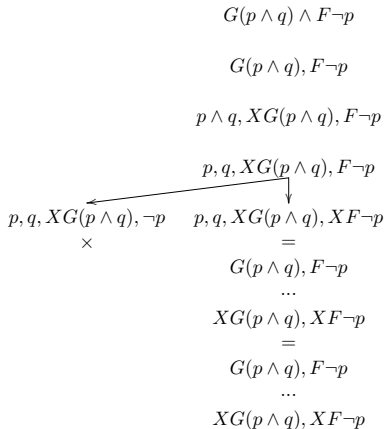 G(p ∧ q) ∧ F¬p
G(p ∧ q), F¬p
p ∧ q, XG(p ∧ q), F¬p
p, q, XG(p ∧ q), F¬p
p, q, XG(p ∧ q), ¬p p, q, XG(p ∧ q), XF¬p
× =
G(p ∧ q), F¬p
...
XG(p ∧ q), XF¬p
=
G(p ∧ q), F¬p
...
XG(p ∧ q), XF¬p